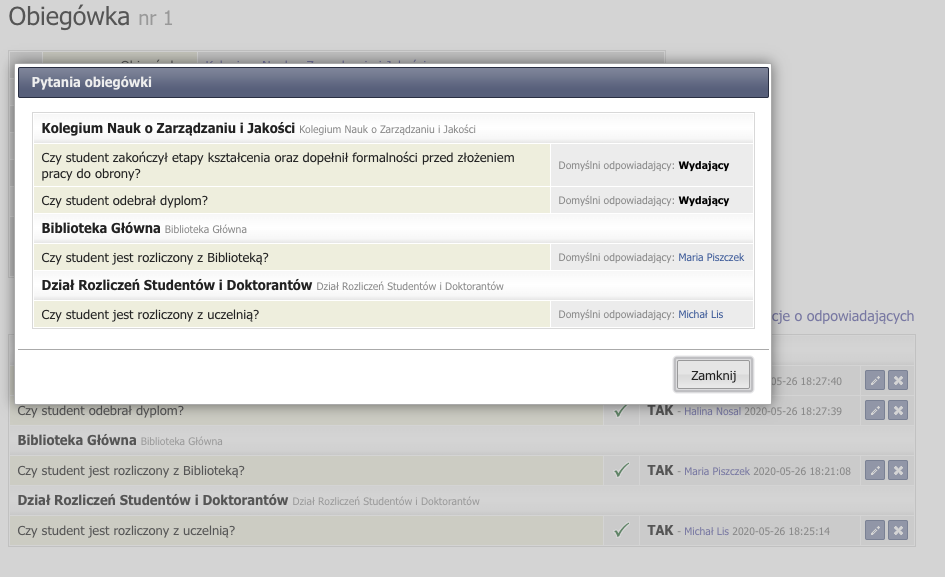 Obiegówka nr 1
Pytania obiegówki
Kolegium Nauk o Zarządzaniu i Jakości Kolegium Nauk o Zarządzaniu i Jakości
Czy student zakończył etapy kształcenia oraz dopełnił formalności przed złożeniem
pracy do obrony?
Domyślni odpowiadający: Wydający
Czy student odebrał dyplom? Domyślni odpowiadający: Wydający
Biblioteka Główna Biblioteka Główna
Czy student jest rozliczony z Biblioteką? Domyślni odpowiadający: Maria Piszczek
Dział Rozliczeń Studentów i Doktorantów Dział Rozliczeń Studentów i Doktorantów
Czy student jest rozliczony z uczelnią? Domyślni odpowiadający: Michał Lis
cje o odpowiadających
Zamknij
05-26 18:27:40
Czy student odebrał dyplom? TAK - Halina Nosal 2020-05-26 18:27:39
Biblioteka Główna Biblioteka Główna
Czy student jest rozliczony z Biblioteką? TAK - Maria Piszczek 2020-05-26 18:21:08
Dział Rozliczeń Studentów i Doktorantów Dział Rozliczeń Studentów i Doktorantów
Czy student jest rozliczony z uczelnią? TAK - Michał Lis 2020-05-26 18:25:14